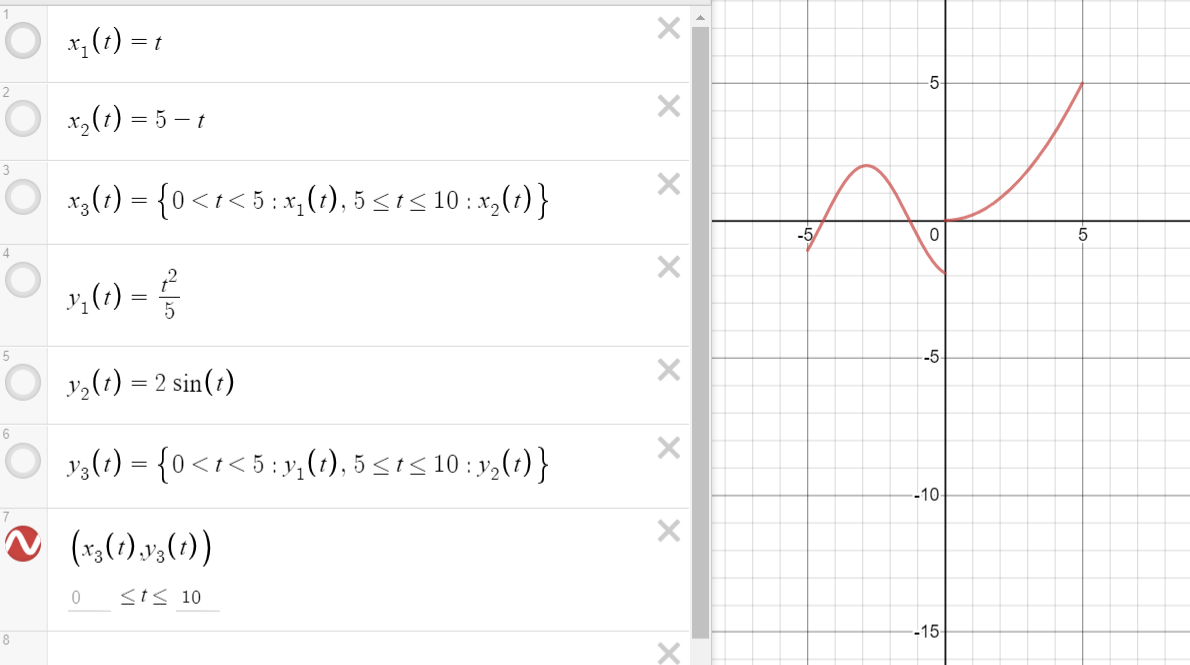 1
x₁(t) = t
2
x₂(t) = 5 − t
3
x₃(t) = {0 < t < 5 : x₁(t), 5 ≤ t ≤ 10 : x₂(t)}
4
y₁(t) = t²/5
5
y₂(t) = 2 sin(t)
6
y₃(t) = {0 < t < 5 : y₁(t), 5 ≤ t ≤ 10 : y₂(t)}
7
(x₃(t),y₃(t))
0 ≤ t ≤ 10
8
5
-5 0 5
-5
-10
-15